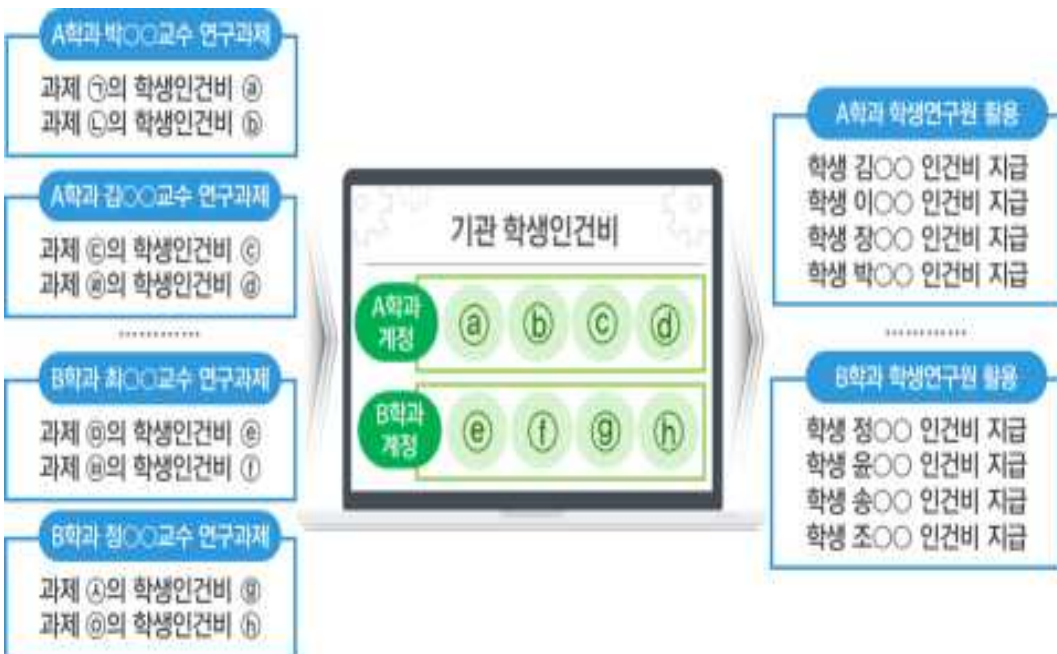 A학과 박○○교수 연구과제
과제 ㉠의 학생인건비 ⓐ
과제 ㉡의 학생인건비 ⓑ
A학과 김○○교수 연구과제
과제 ㉢의 학생인건비 ⓒ
과제 ㉣의 학생인건비 ⓓ
…………
B학과 최○○교수 연구과제
과제 ㉤의 학생인건비 ⓔ
과제 ㉥의 학생인건비 ⓕ
B학과 정○○교수 연구과제
과제 ㉦의 학생인건비 ⓖ
과제 ㉧의 학생인건비 ⓗ
기관 학생인건비
A학과
계정
ⓐ ⓑ ⓒ ⓓ
B학과
계정
ⓔ ⓕ ⓖ ⓗ
A학과 학생연구원 활용
학생 김○○ 인건비 지급
학생 이○○ 인건비 지급
학생 장○○ 인건비 지급
학생 박○○ 인건비 지급
…………
B학과 학생연구원 활용
학생 정○○ 인건비 지급
학생 윤○○ 인건비 지급
학생 송○○ 인건비 지급
학생 조○○ 인건비 지급